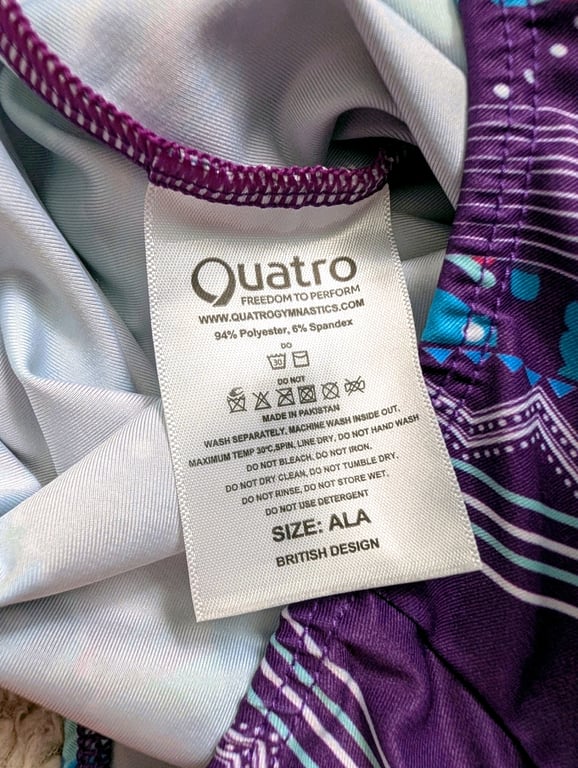 Quatro
FREEDOM TO PERFORM
WWW.QUATROGYMNASTICS.COM
94% Polyester, 6% Spandex
DO
30
DO NOT
MADE IN PAKISTAN
WASH SEPARATELY, MACHINE WASH INSIDE OUT,
MAXIMUM TEMP 30°C,SPIN, LINE DRY, DO NOT HAND WASH
DO NOT BLEACH, DO NOT IRON,
DO NOT DRY CLEAN, DO NOT TUMBLE DRY,
DO NOT RINSE, DO NOT STORE WET,
DO NOT USE DETERGENT
SIZE: ALA
BRITISH DESIGN